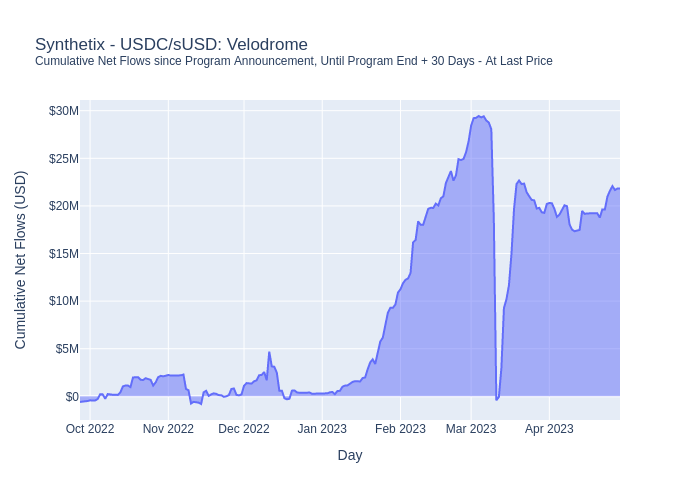 Synthetix - USDC/sUSD: Velodrome
Cumulative Net Flows since Program Announcement, Until Program End + 30 Days - At Last Price
$30M
$25M
$20M
$15M
$10M
$5M
$0
Cumulative Net Flows (USD)
Oct 2022 Nov 2022 Dec 2022 Jan 2023 Feb 2023 Mar 2023 Apr 2023
Day